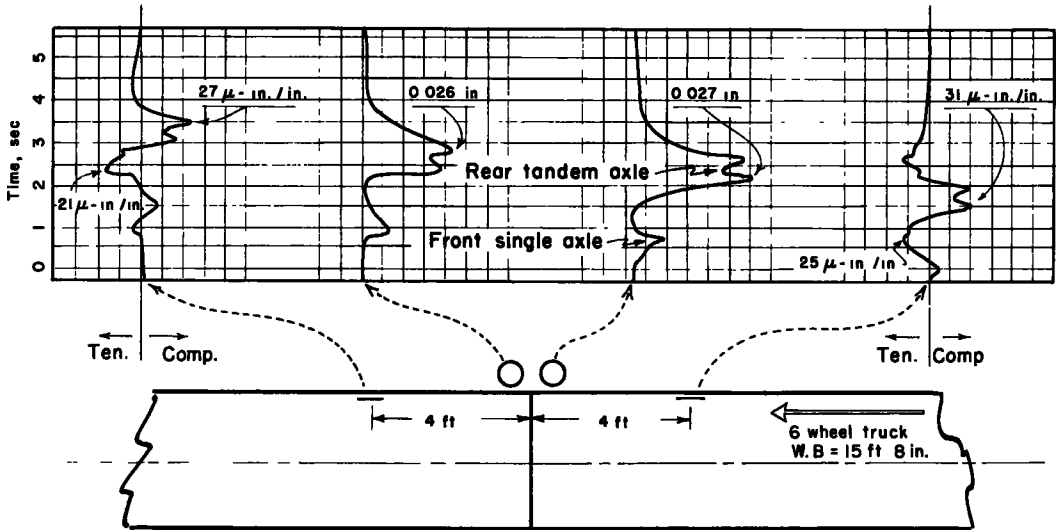 Time, sec
5
4
3
2
1
0
27 μ-in./in.
0 026 in
0 027 in
31 μ-in./in.
21 μ-in/in.
Rear tandem axle
Front single axle
25 μ-in/in
Ten. Comp.
Ten. Comp
4 ft
4 ft
6 wheel truck
W.B = 15 ft 8 in.